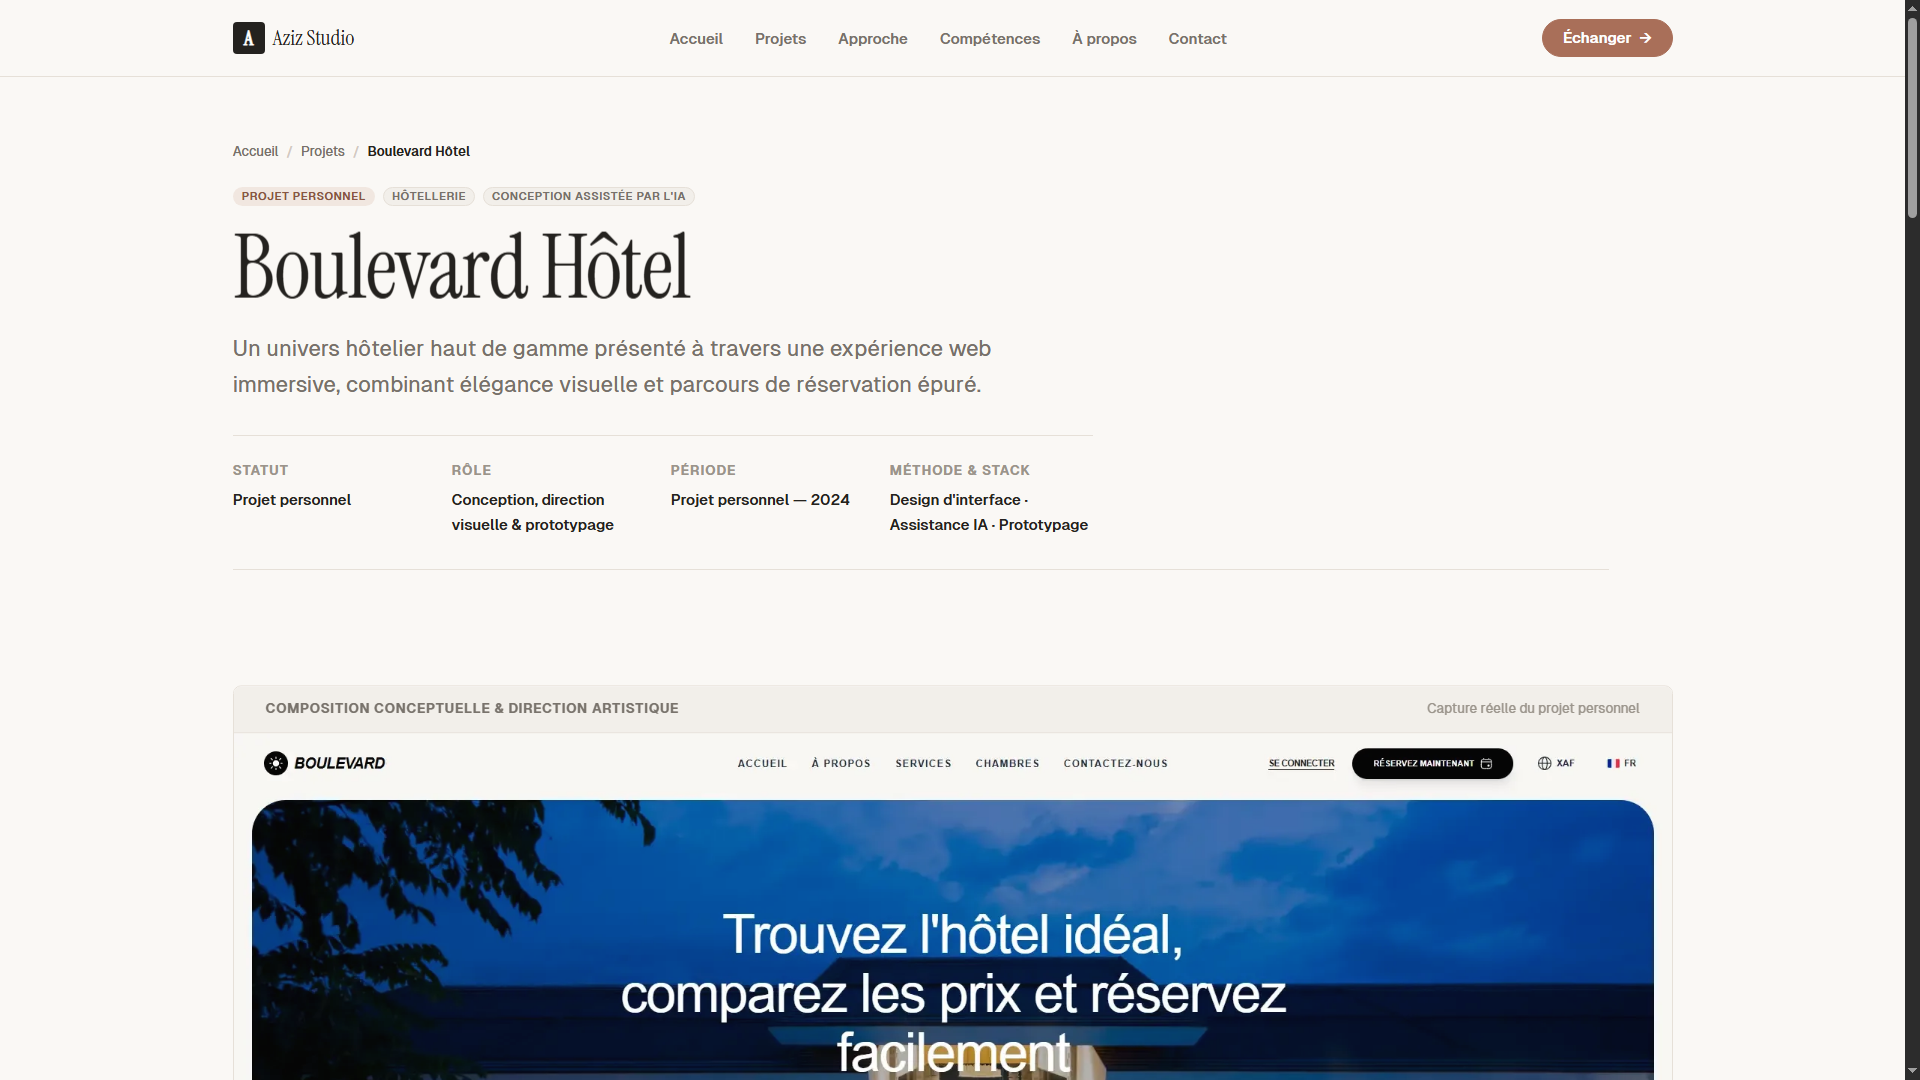 A Aziz Studio
Accueil Projets Approche Compétences À propos Contact
Échanger →
Accueil / Projets / Boulevard Hôtel
PROJET PERSONNEL HÔTELLERIE CONCEPTION ASSISTÉE PAR L'IA
Boulevard Hôtel
Un univers hôtelier haut de gamme présenté à travers une expérience web
immersive, combinant élégance visuelle et parcours de réservation épuré.
STATUT
Projet personnel
RÔLE
Conception, direction
visuelle & prototypage
PÉRIODE
Projet personnel — 2024
MÉTHODE & STACK
Design d'interface ·
Assistance IA · Prototypage
COMPOSITION CONCEPTUELLE & DIRECTION ARTISTIQUE
Capture réelle du projet personnel
BOULEVARD
ACCUEIL À PROPOS SERVICES CHAMBRES CONTACTEZ-NOUS
SE CONNECTER
RÉSERVEZ MAINTENANT
XAF
FR
Trouvez l'hôtel idéal,
comparez les prix et réservez
facilement